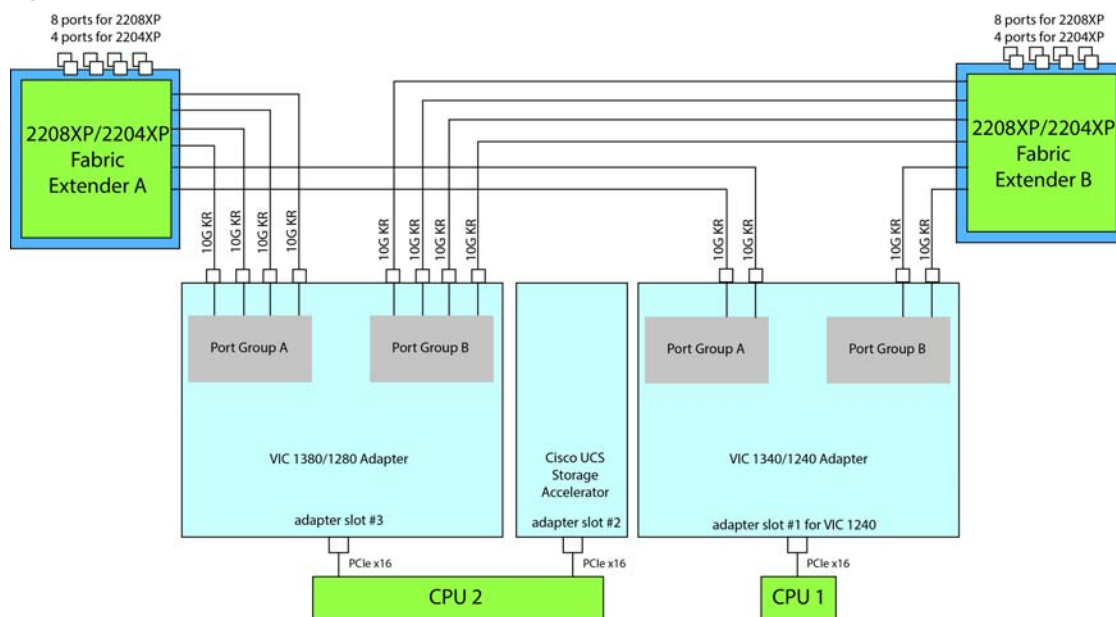 8 ports for 2208XP
4 ports for 2204XP
8 ports for 2208XP
4 ports for 2204XP
2208XP/2204XP
Fabric
Extender A
2208XP/2204XP
Fabric
Extender B
10G KR
10G KR
10G KR
10G KR
10G KR
10G KR
10G KR
10G KR
10G KR
10G KR
10G KR
10G KR
Port Group A
Port Group B
Port Group A
Port Group B
VIC 1380/1280 Adapter
Cisco UCS
Storage
Accelerator
VIC 1340/1240 Adapter
adapter slot #3
adapter slot #2
adapter slot #1 for VIC 1240
PCIe x16
PCIe x16
PCIe x16
CPU 2
CPU 1